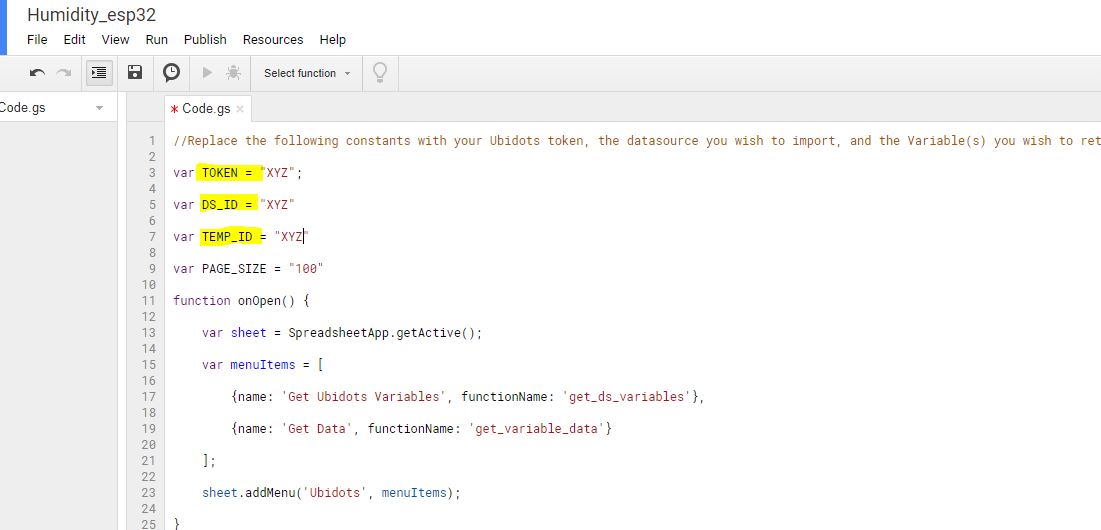 Humidity_esp32
File Edit View Run Publish Resources Help
Select function
Code.gs
* Code.gs ×
1 //Replace the following constants with your Ubidots token, the datasource you wish to import, and the Variable(s) you wish to ret
2
3 var TOKEN = "XYZ";
4
5 var DS_ID = "XYZ"
6
7 var TEMP_ID = "XYZ"
8
9 var PAGE_SIZE = "100"
10
11 function onOpen() {
12
13 var sheet = SpreadsheetApp.getActive();
14
15 var menuItems = [
16
17 {name: 'Get Ubidots Variables', functionName: 'get_ds_variables'},
18
19 {name: 'Get Data', functionName: 'get_variable_data'}
20
21 ];
22
23 sheet.addMenu('Ubidots', menuItems);
24
25 }